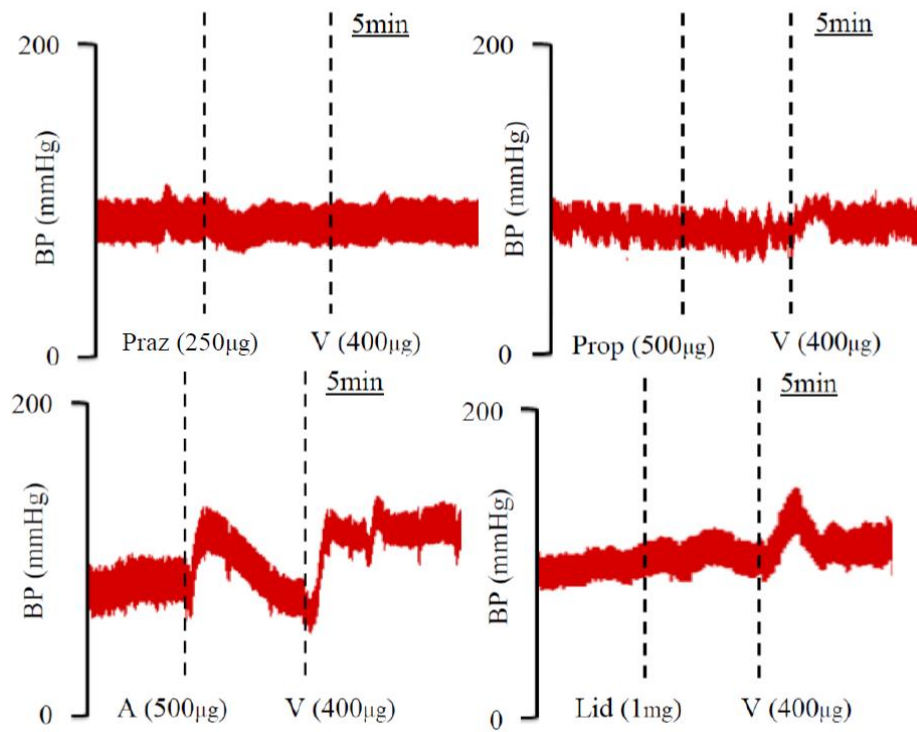 5min
200
BP (mmHg)
0
Praz (250µg)
V (400µg)
5min
200
BP (mmHg)
0
Prop (500µg)
V (400µg)
5min
200
BP (mmHg)
0
A (500µg)
V (400µg)
5min
200
BP (mmHg)
0
Lid (1mg)
V (400µg)